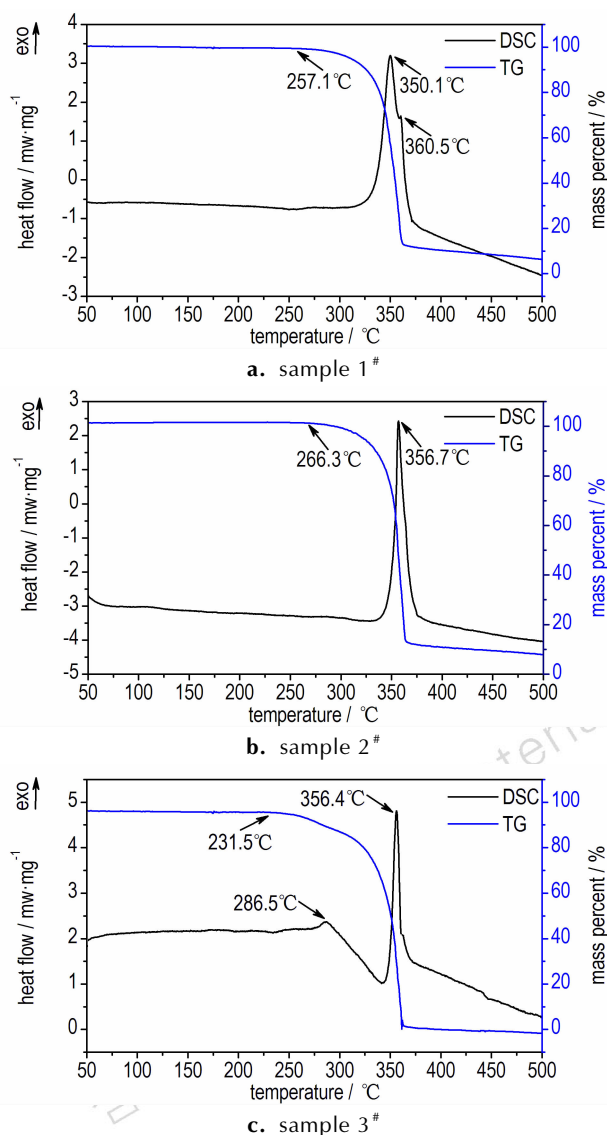 exo
4
3
2
1
0
-1
-2
-3
heat flow / mw·mg-1
DSC
TG
257.1℃
350.1℃
360.5℃
100
80
60
40
20
0
mass percent / %
50 100 150 200 250 300 350 400 450 500
temperature / ℃
a. sample 1#
exo
3
2
1
0
-1
-2
-3
-4
-5
heat flow / mw·mg-1
DSC
TG
266.3℃
356.7℃
100
80
60
40
20
0
mass percent / %
50 100 150 200 250 300 350 400 450 500
temperature / ℃
b. sample 2#
exo
5
4
3
2
1
0
heat flow / mw·mg-1
DSC
TG
356.4℃
231.5℃
286.5℃
100
80
60
40
20
0
mass percent / %
50 100 150 200 250 300 350 400 450 500
temperature / ℃
c. sample 3#